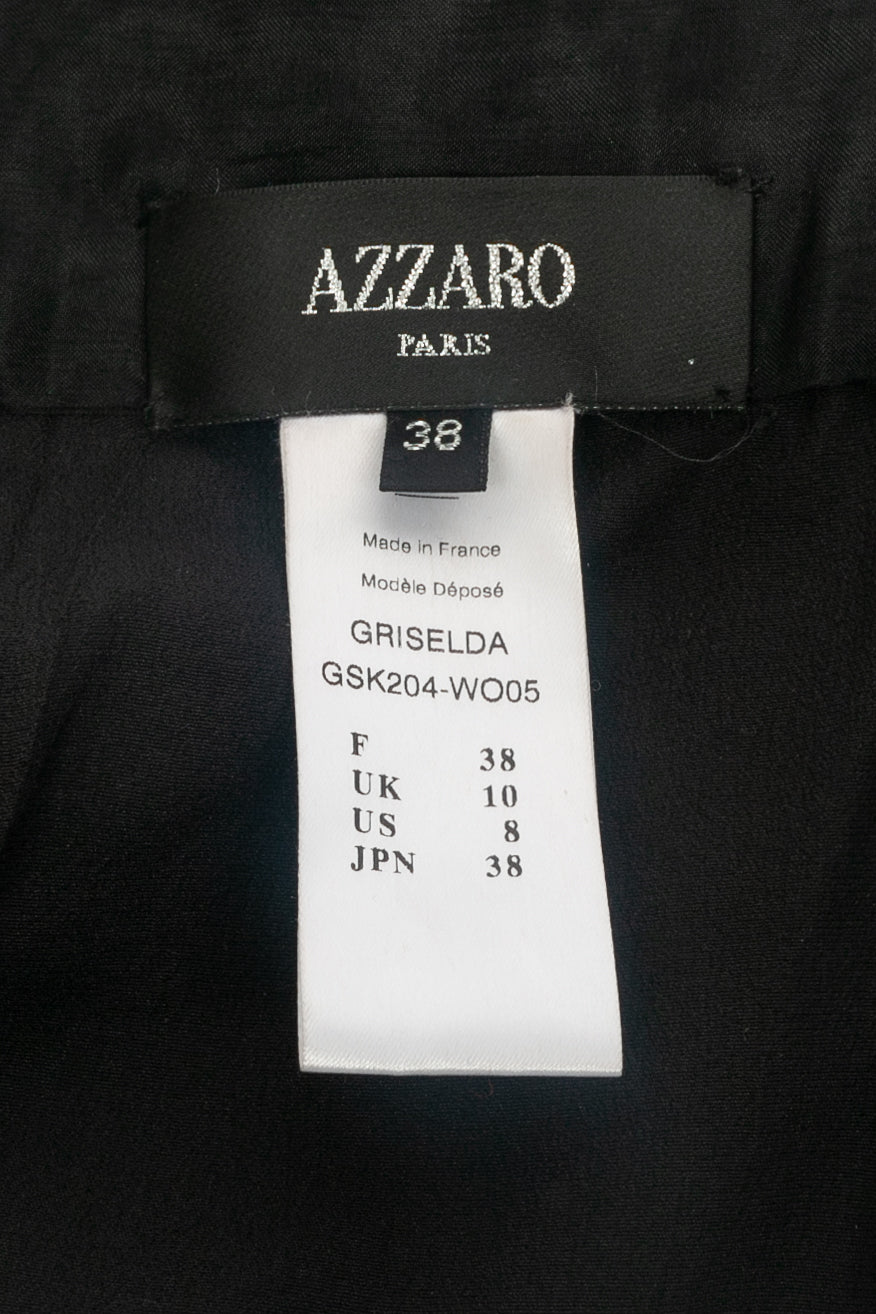 AZZARO
PARIS
38
Made in France
Modèle Déposé
GRISELDA
GSK204-WO05
F 38
UK 10
US 8
JPN 38